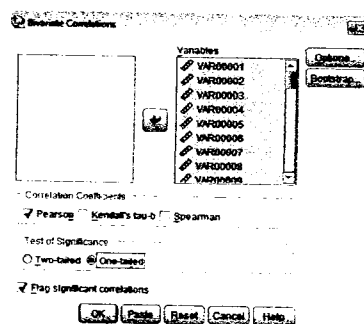 Bivariate Correlations
Variables
VAR00001
VAR00002
VAR00003
VAR00004
VAR00005
VAR00006
VAR00007
VAR00008
VAR00009
Options...
Bootstrap...
Correlation Coefficients
Pearson Kendall's tau-b Spearman
Test of Significance
Two-tailed One-tailed
Flag significant correlations
OK Paste Reset Cancel Help